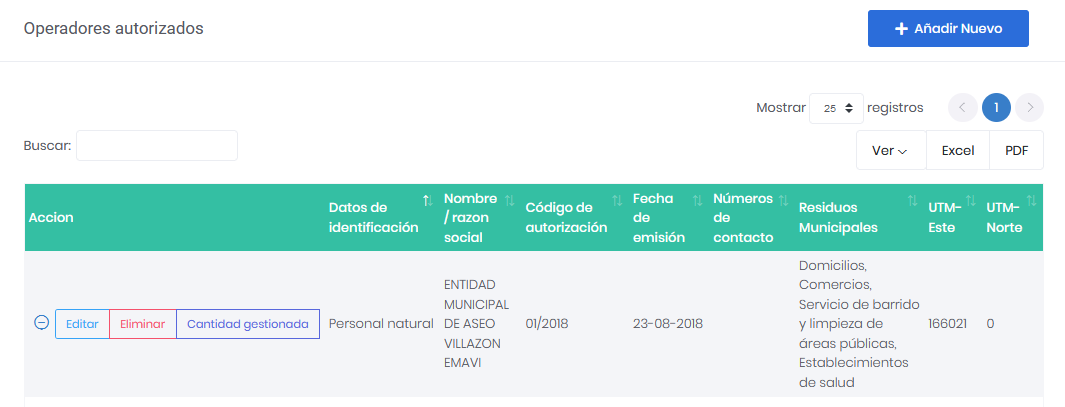 Operadores autorizados
Añadir Nuevo
Mostrar 25 registros 1
Buscar:
Ver Excel PDF
Accion
Datos de
identificación
Nombre
/ razon
social
Código de
autorización
Fecha
de
emisión
Números
de
contacto
Residuos
Municipales
UTM-
Este
UTM-
Norte
Editar Eliminar Cantidad gestionada
Personal natural
ENTIDAD
MUNICIPAL
DE ASEO
VILLAZON
EMAVI
01/2018
23-08-2018
Domicilios,
Comercios,
Servicio de barrido
y limpieza de
áreas públicas,
Establecimientos
de salud
166021
0